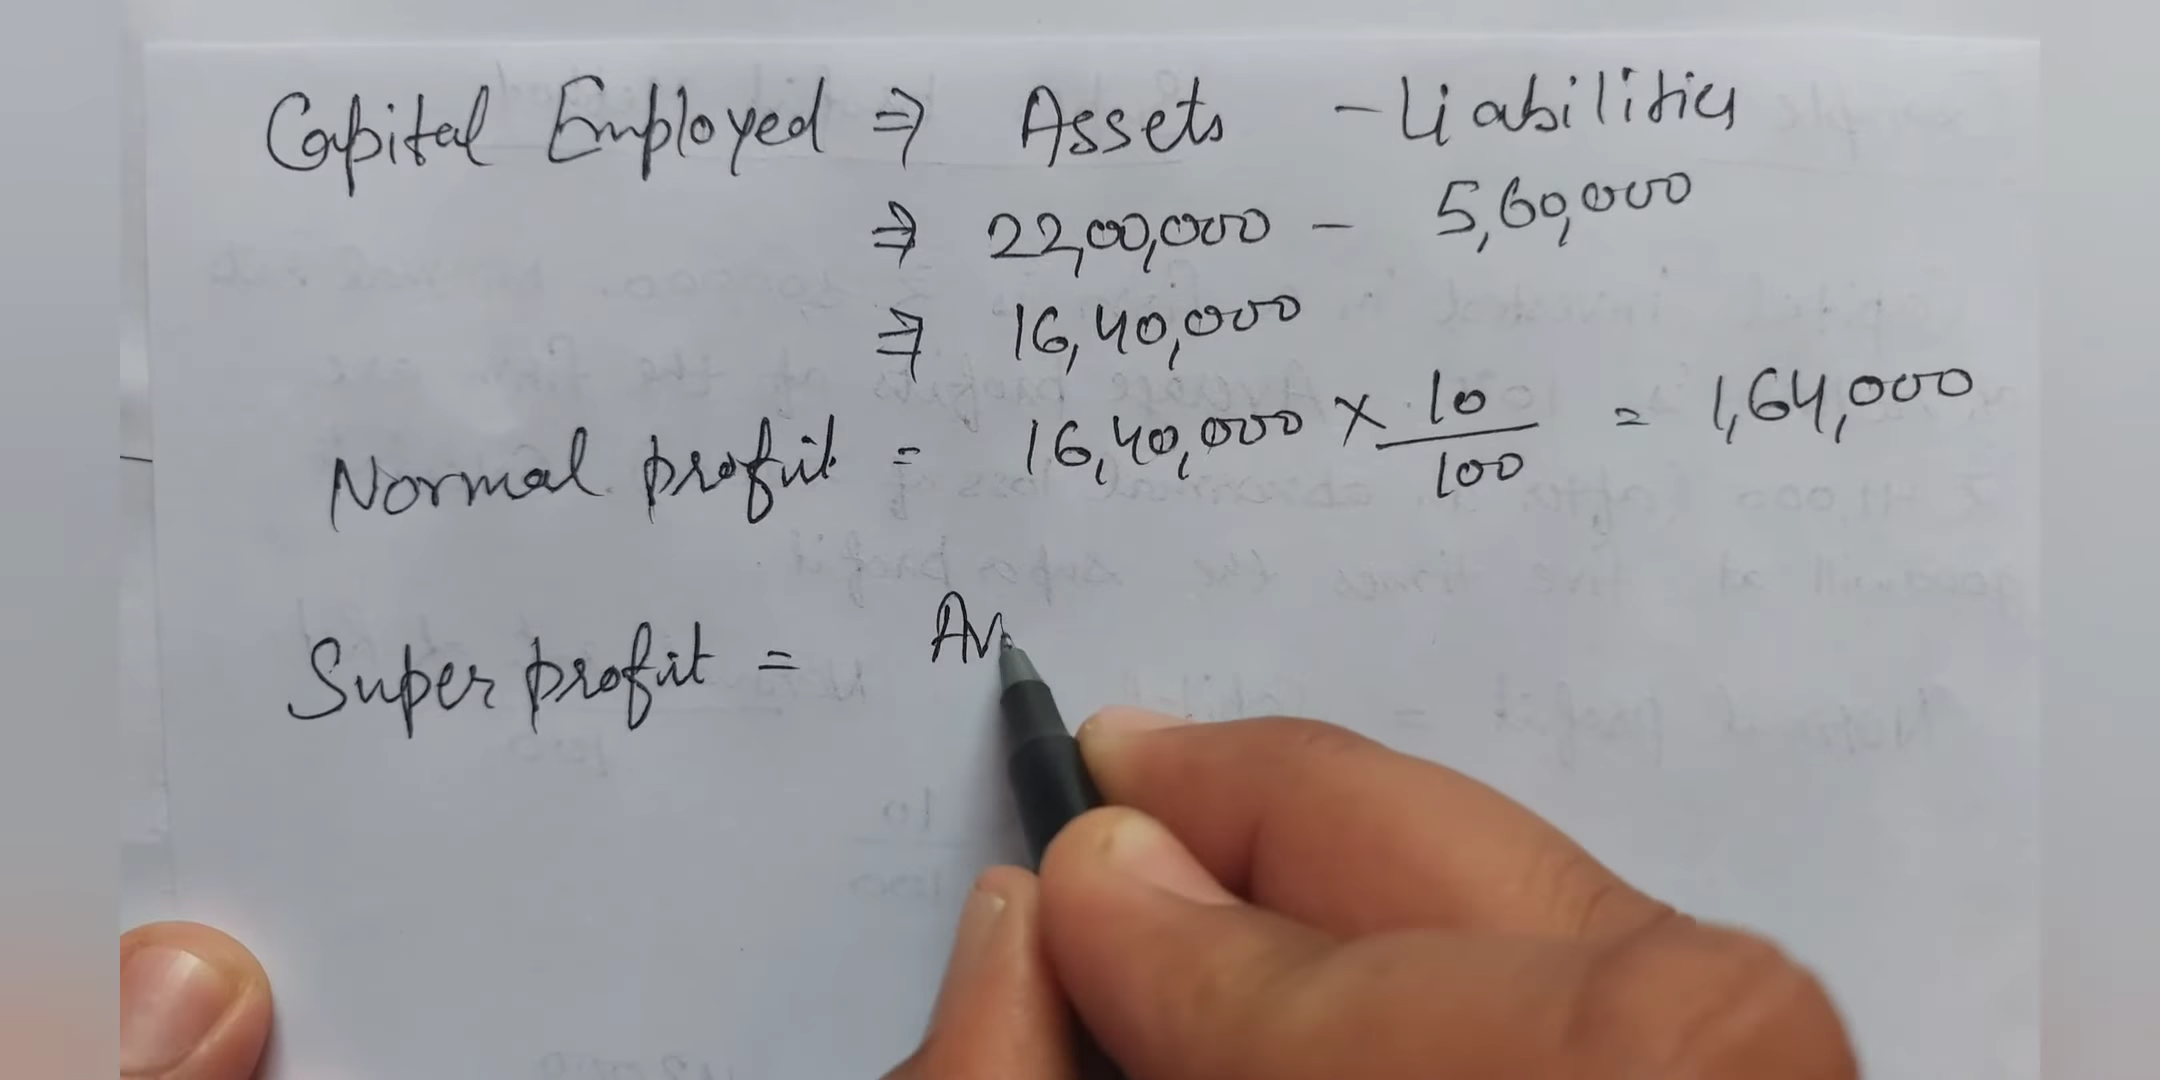 Capital Employed ⇒ Assets - Liabilities
⇒ 22,00,000 - 5,60,000
⇒ 16,40,000
Normal profit = 16,40,000 × 10/100 = 1,64,000
Super profit = Av